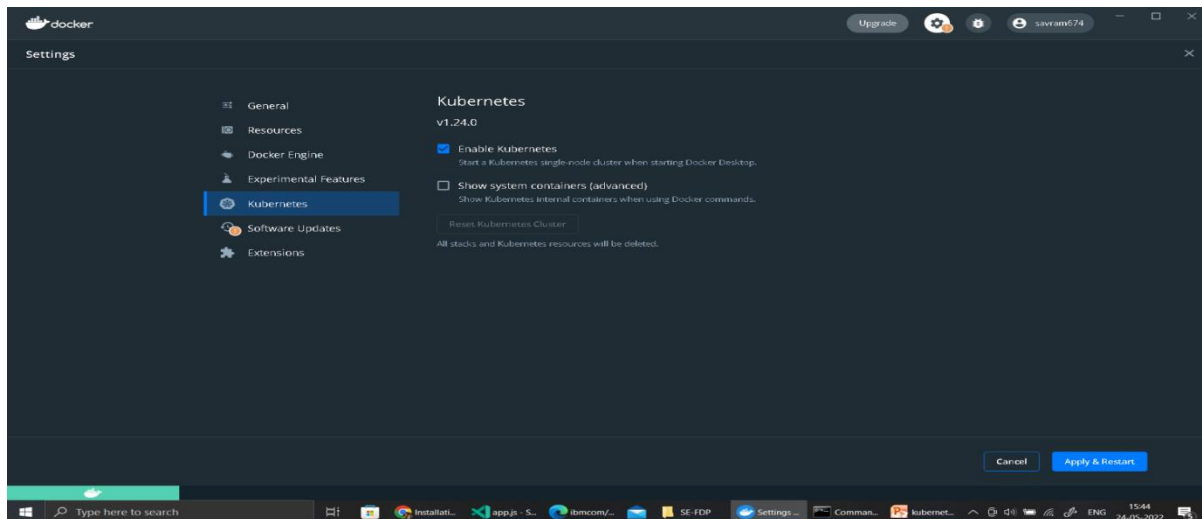 docker
Upgrade
savram674
Settings
General
Resources
Docker Engine
Experimental Features
Kubernetes
Software Updates
Extensions
Kubernetes
v1.24.0
Enable Kubernetes
Start a Kubernetes single-node cluster when starting Docker Desktop.
Show system containers (advanced)
Show Kubernetes internal containers when using Docker commands.
Reset Kubernetes Cluster
All stacks and Kubernetes resources will be deleted.
Cancel
Apply & Restart
Type here to search
Installati...
app.js - S...
ibmcom/...
SE-FDP
Settings ...
Comman...
kubernet...
ENG
15:44
24-05-2022